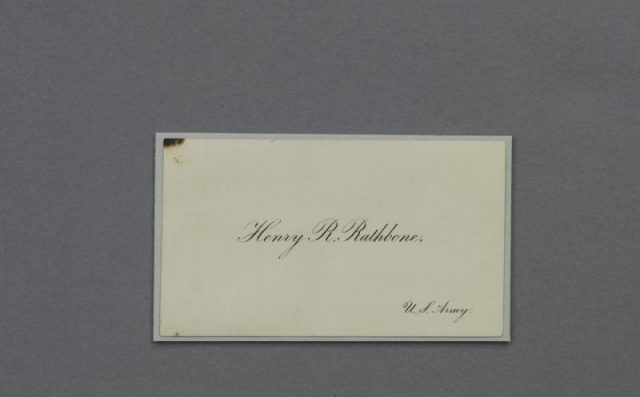 Henry R. Rathbone.
U. S. Army.